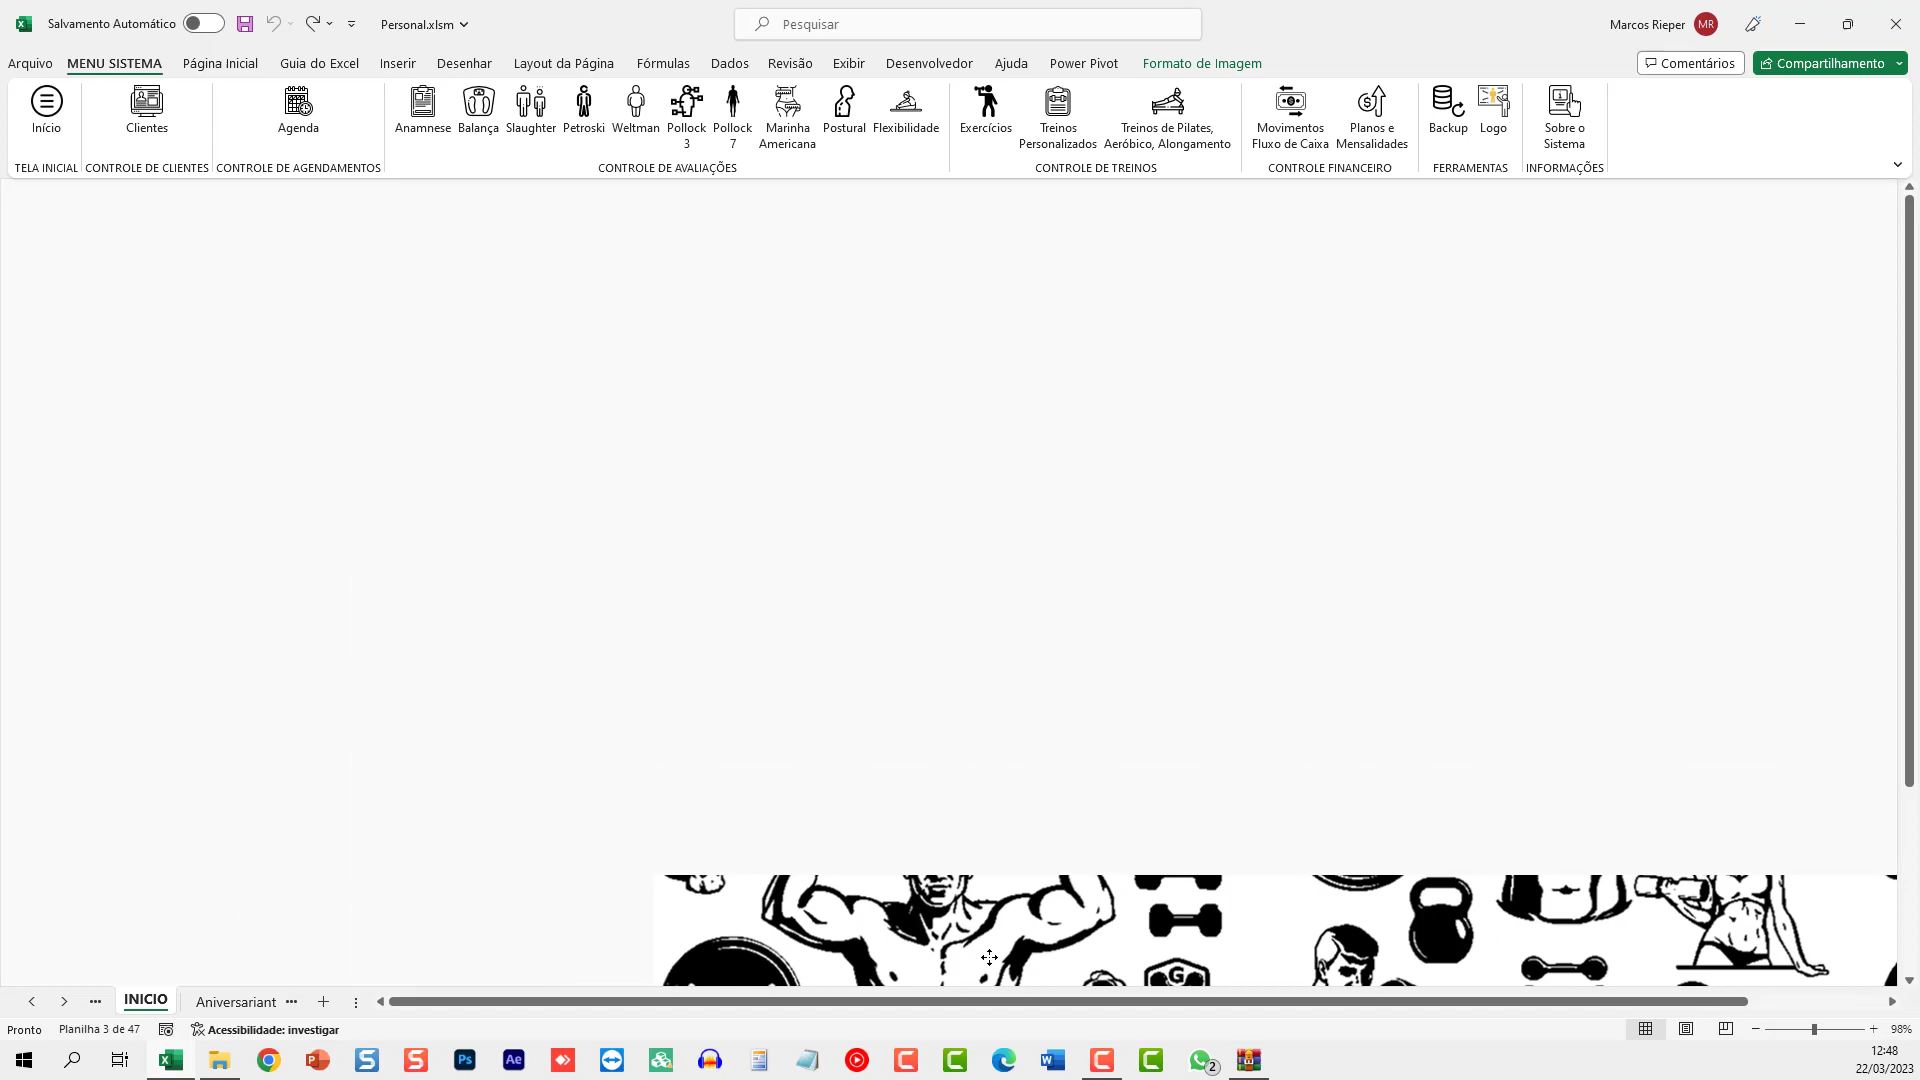 Salvamento Automático
Personal.xlsm
Pesquisar
Marcos Rieper
MR
Arquivo
MENU SISTEMA
Página Inicial
Guia do Excel
Inserir
Desenhar
Layout da Página
Fórmulas
Dados
Revisão
Exibir
Desenvolvedor
Ajuda
Power Pivot
Formato de Imagem
Comentários
Compartilhamento
Início
Clientes
Agenda
Anamnese
Balança
Slaughter
Petroski
Weltman
Pollock
3
Pollock
7
Marinha
Americana
Postural
Flexibilidade
Exercícios
Treinos
Personalizados
Treinos de Pilates,
Aeróbico, Alongamento
Movimentos
Fluxo de Caixa
Planos e
Mensalidades
Backup
Logo
Sobre o
Sistema
TELA INICIAL
CONTROLE DE CLIENTES
CONTROLE DE AGENDAMENTOS
CONTROLE DE AVALIAÇÕES
CONTROLE DE TREINOS
CONTROLE FINANCEIRO
FERRAMENTAS
INFORMAÇÕES
G
INICIO
Aniversariant
Pronto
Planilha 3 de 47
Acessibilidade: investigar
98%
Ps
Ae
2
12:48
22/03/2023